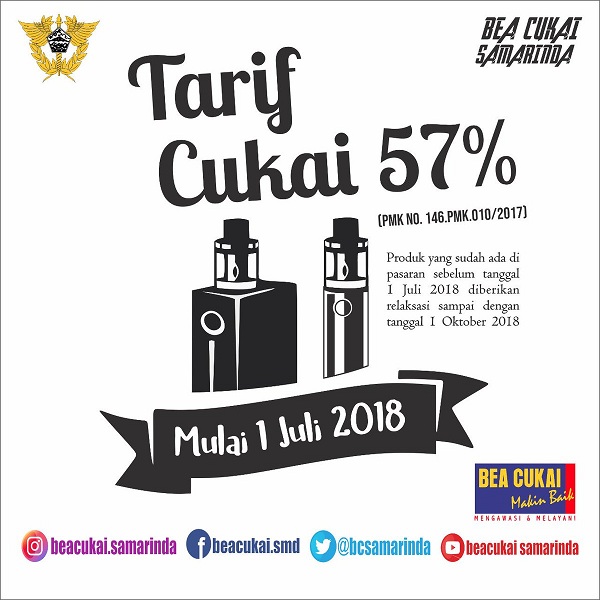 BEA CUKAI
SAMARINDA
Tarif
Cukai 57%
(PMK NO. 146.PMK.010/2017)
Produk yang sudah ada di
pasaran sebelum tanggal
1 Juli 2018 diberikan
relaksasi sampai dengan
tanggal 1 Oktober 2018
Mulai 1 Juli 2018
BEA CUKAI
Makin Baik
MENGAWASI & MELAYANI
beacukai.samarinda
beacukai.smd
@bcsamarinda
beacukai samarinda